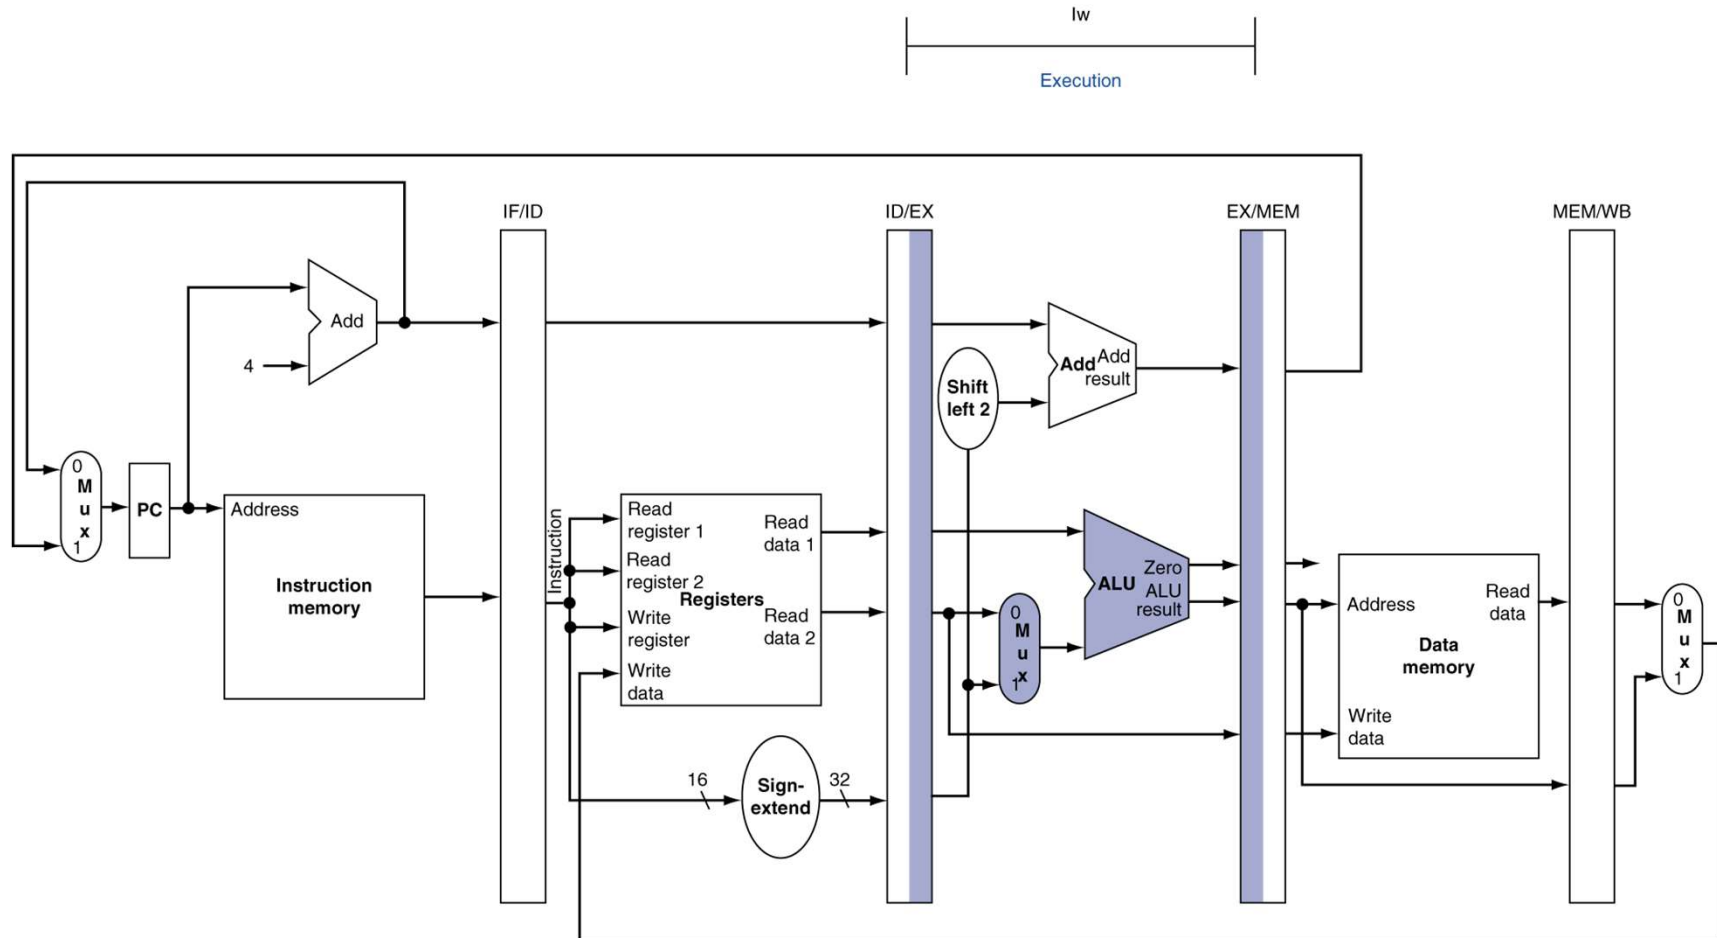 lw
Execution
IF/ID
ID/EX
EX/MEM
MEM/WB
Add
4
Add
Add
result
Shift
left 2
0
M
u
x
1
PC
Address
Instruction
memory
Instruction
Read
register 1
Read
register 2
Write
register
Write
data
Registers
Read
data 1
Read
data 2
16
Sign-
extend
32
0
M
u
x
1
ALU
Zero
ALU
result
Address
Write
data
Data
memory
Read
data
0
M
u
x
1